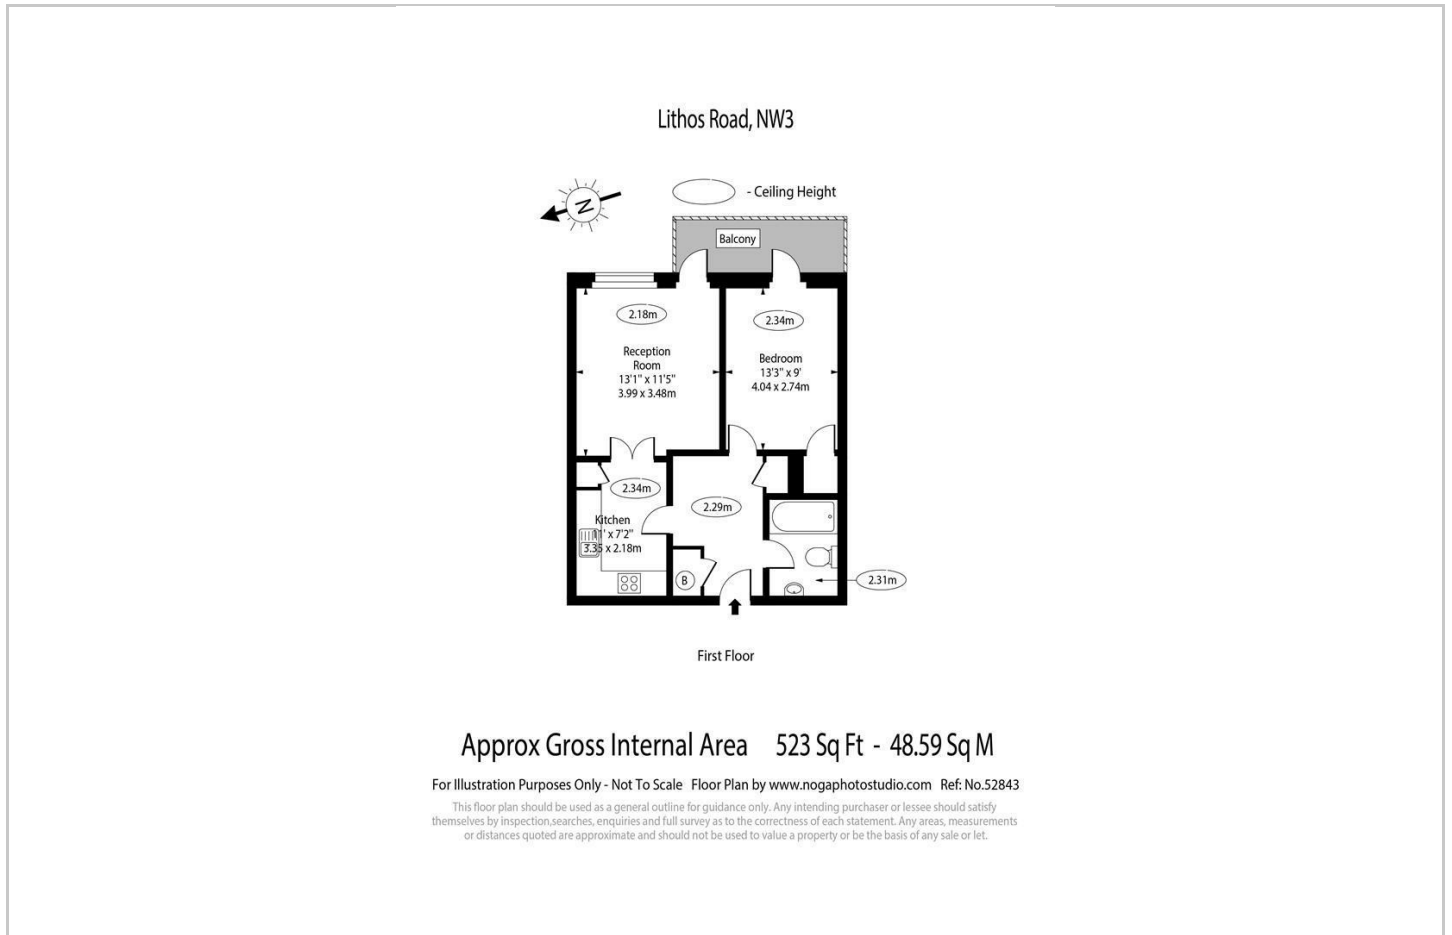 Lithos Road, NW3
N
- Ceiling Height
Balcony
2.18m
2.34m
Reception
Room
13'1" x 11'5"
3.99 x 3.48m
Bedroom
13'3" x 9'
4.04 x 2.74m
2.34m
2.29m
Kitchen
11' x 7'2"
3.35 x 2.18m
B
2.31m
First Floor
Approx Gross Internal Area 523 Sq Ft - 48.59 Sq M
For Illustration Purposes Only - Not To Scale Floor Plan by www.nogaphotostudio.com Ref: No.52843
This floor plan should be used as a general outline for guidance only. Any intending purchaser or lessee should satisfy
themselves by inspection,searches, enquiries and full survey as to the correctness of each statement. Any areas, measurements
or distances quoted are approximate and should not be used to value a property or be the basis of any sale or let.